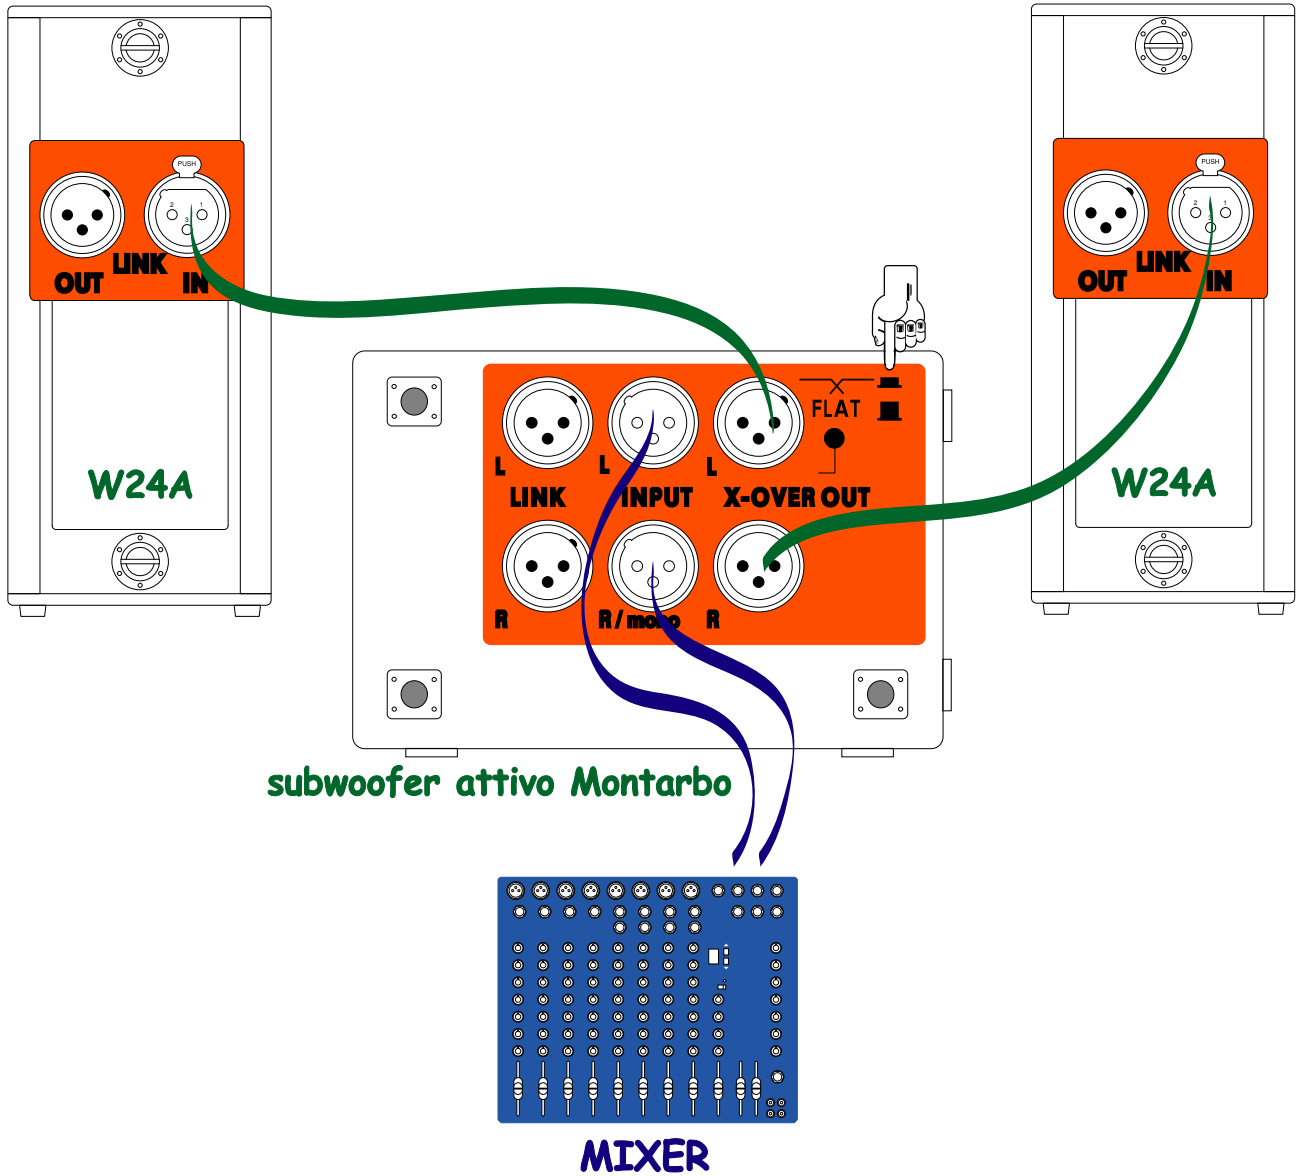 PUSH
2 1
3
LINK
OUT IN
W24A
PUSH
2 1
3
LINK
OUT IN
W24A
FLAT
L L L
LINK INPUT X-OVER OUT
R R / mono R
subwoofer attivo Montarbo
MIXER